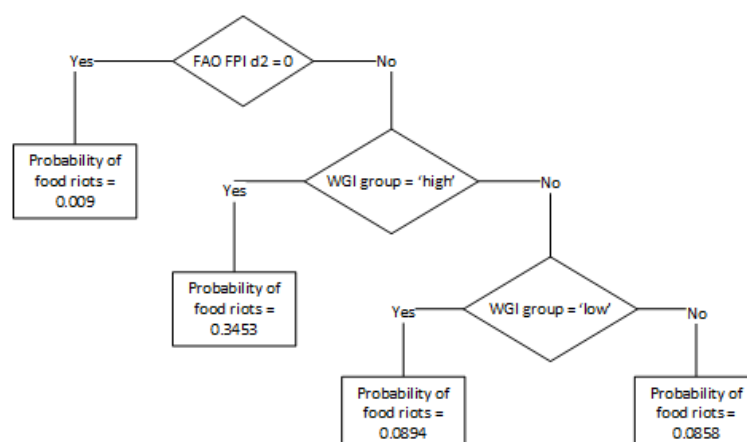 FAO FPI d2 = 0
Yes
No
Probability of
food riots =
0.009
WGI group = 'high'
Yes
No
Probability of
food riots =
0.3453
WGI group = 'low'
Yes
No
Probability of
food riots =
0.0894
Probability of
food riots =
0.0858